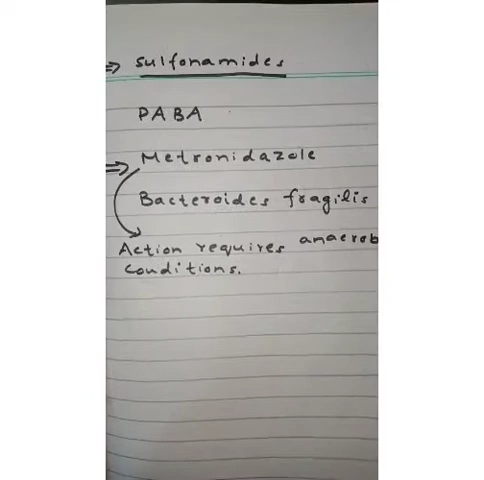 ⇒ Sulfonamides
PABA
⇒ Metronidazole
Bacteroides fragilis
Action requires anaerob
conditions.